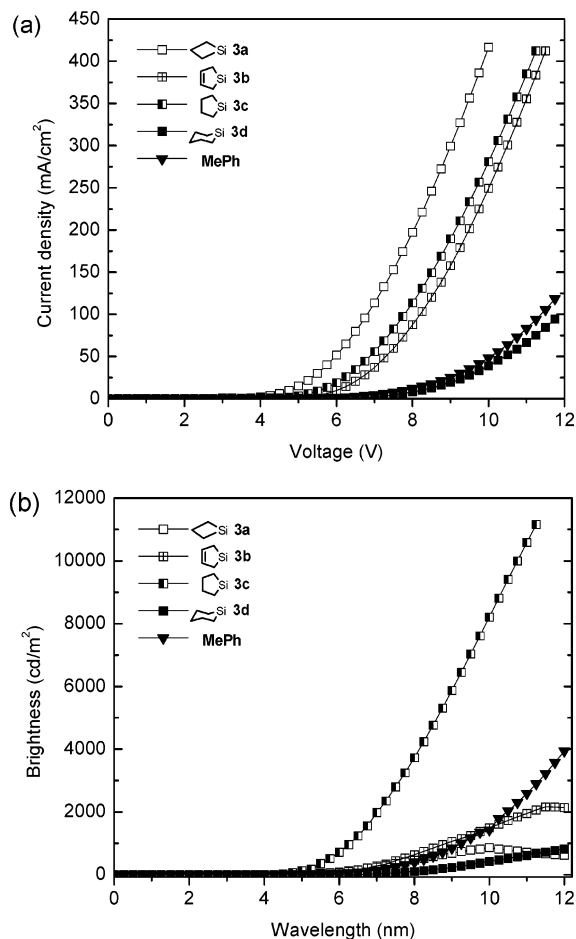 (a)
450
400
350
300
250
200
150
100
50
0
Current density (mA/cm²)
Si 3a
Si 3b
Si 3c
Si 3d
MePh
0 2 4 6 8 10 12
Voltage (V)
(b)
12000
10000
8000
6000
4000
2000
0
Brightness (cd/m²)
Si 3a
Si 3b
Si 3c
Si 3d
MePh
0 2 4 6 8 10 12
Wavelength (nm)